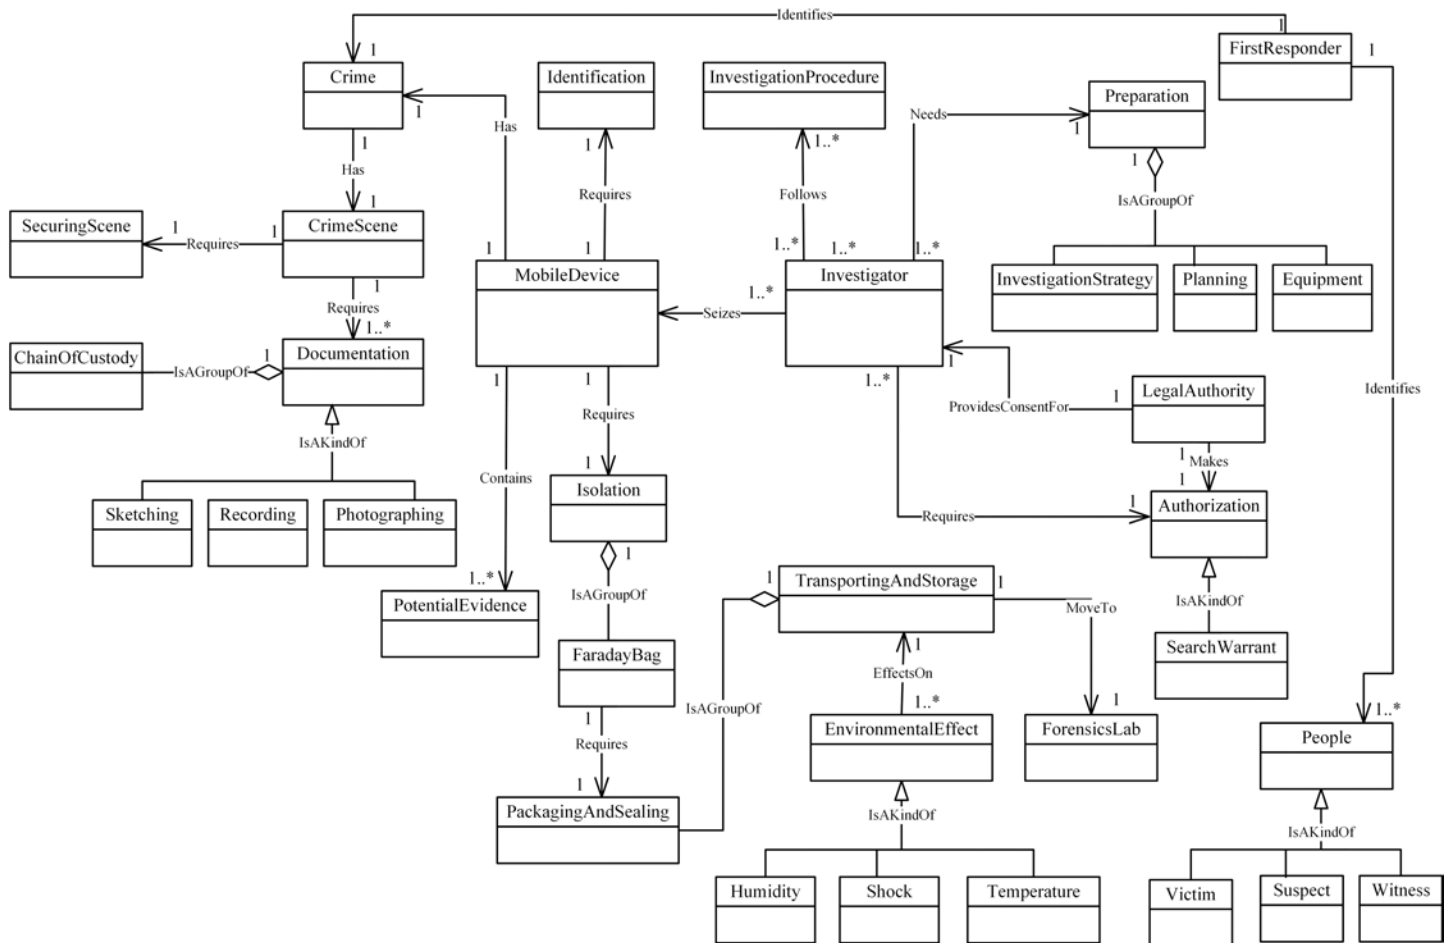 Identifies
1
1
1
FirstResponder
Crime
Identification
InvestigationProcedure
Preparation
1
Has
1
1..*
Needs
1
1
1
Has
Requires
Follows
IsAGroupOf
1
SecuringScene
1
Requires
1
CrimeScene
1
1
1
1..*
1..*
1..*
MobileDevice
Investigator
InvestigationStrategy
Planning
Equipment
Requires
1..*
Seizes
1..*
ChainOfCustody
IsAGroupOf
1
Documentation
1
1
1..*
1
LegalAuthority
ProvidesConsentFor
1
Identifies
IsAKindOf
Requires
1
Makes
1
Contains
1
Isolation
Sketching
Recording
Photographing
Requires
1
Authorization
1
1..*
PotentialEvidence
IsAGroupOf
1
TransportingAndStorage
1
MoveTo
IsAKindOf
FaradayBag
1
EffectsOn
SearchWarrant
1
IsAGroupOf
1..*
1
1..*
Requires
EnvironmentalEffect
ForensicsLab
People
1
PackagingAndSealing
IsAKindOf
IsAKindOf
Humidity
Shock
Temperature
Victim
Suspect
Witness